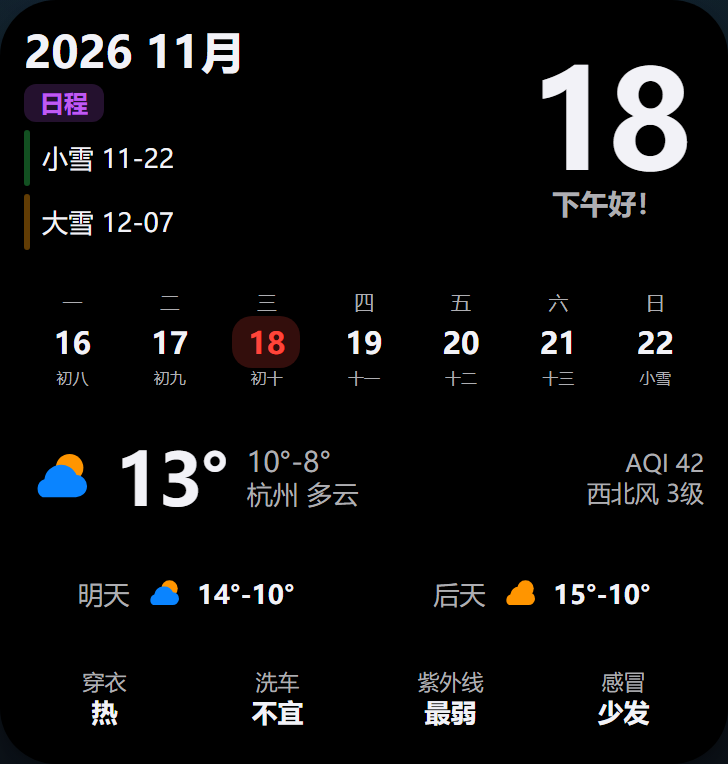 2026 11月
日程
小雪 11-22
大雪 12-07
18
下午好!
一 二 三 四 五 六 日
16 17 18 19 20 21 22
初八 初九 初十 十一 十二 十三 小雪
13°
10°-8°
杭州 多云
AQI 42
西北风 3级
明天 14°-10°
后天 15°-10°
穿衣 洗车 紫外线 感冒
热 不宜 最弱 少发